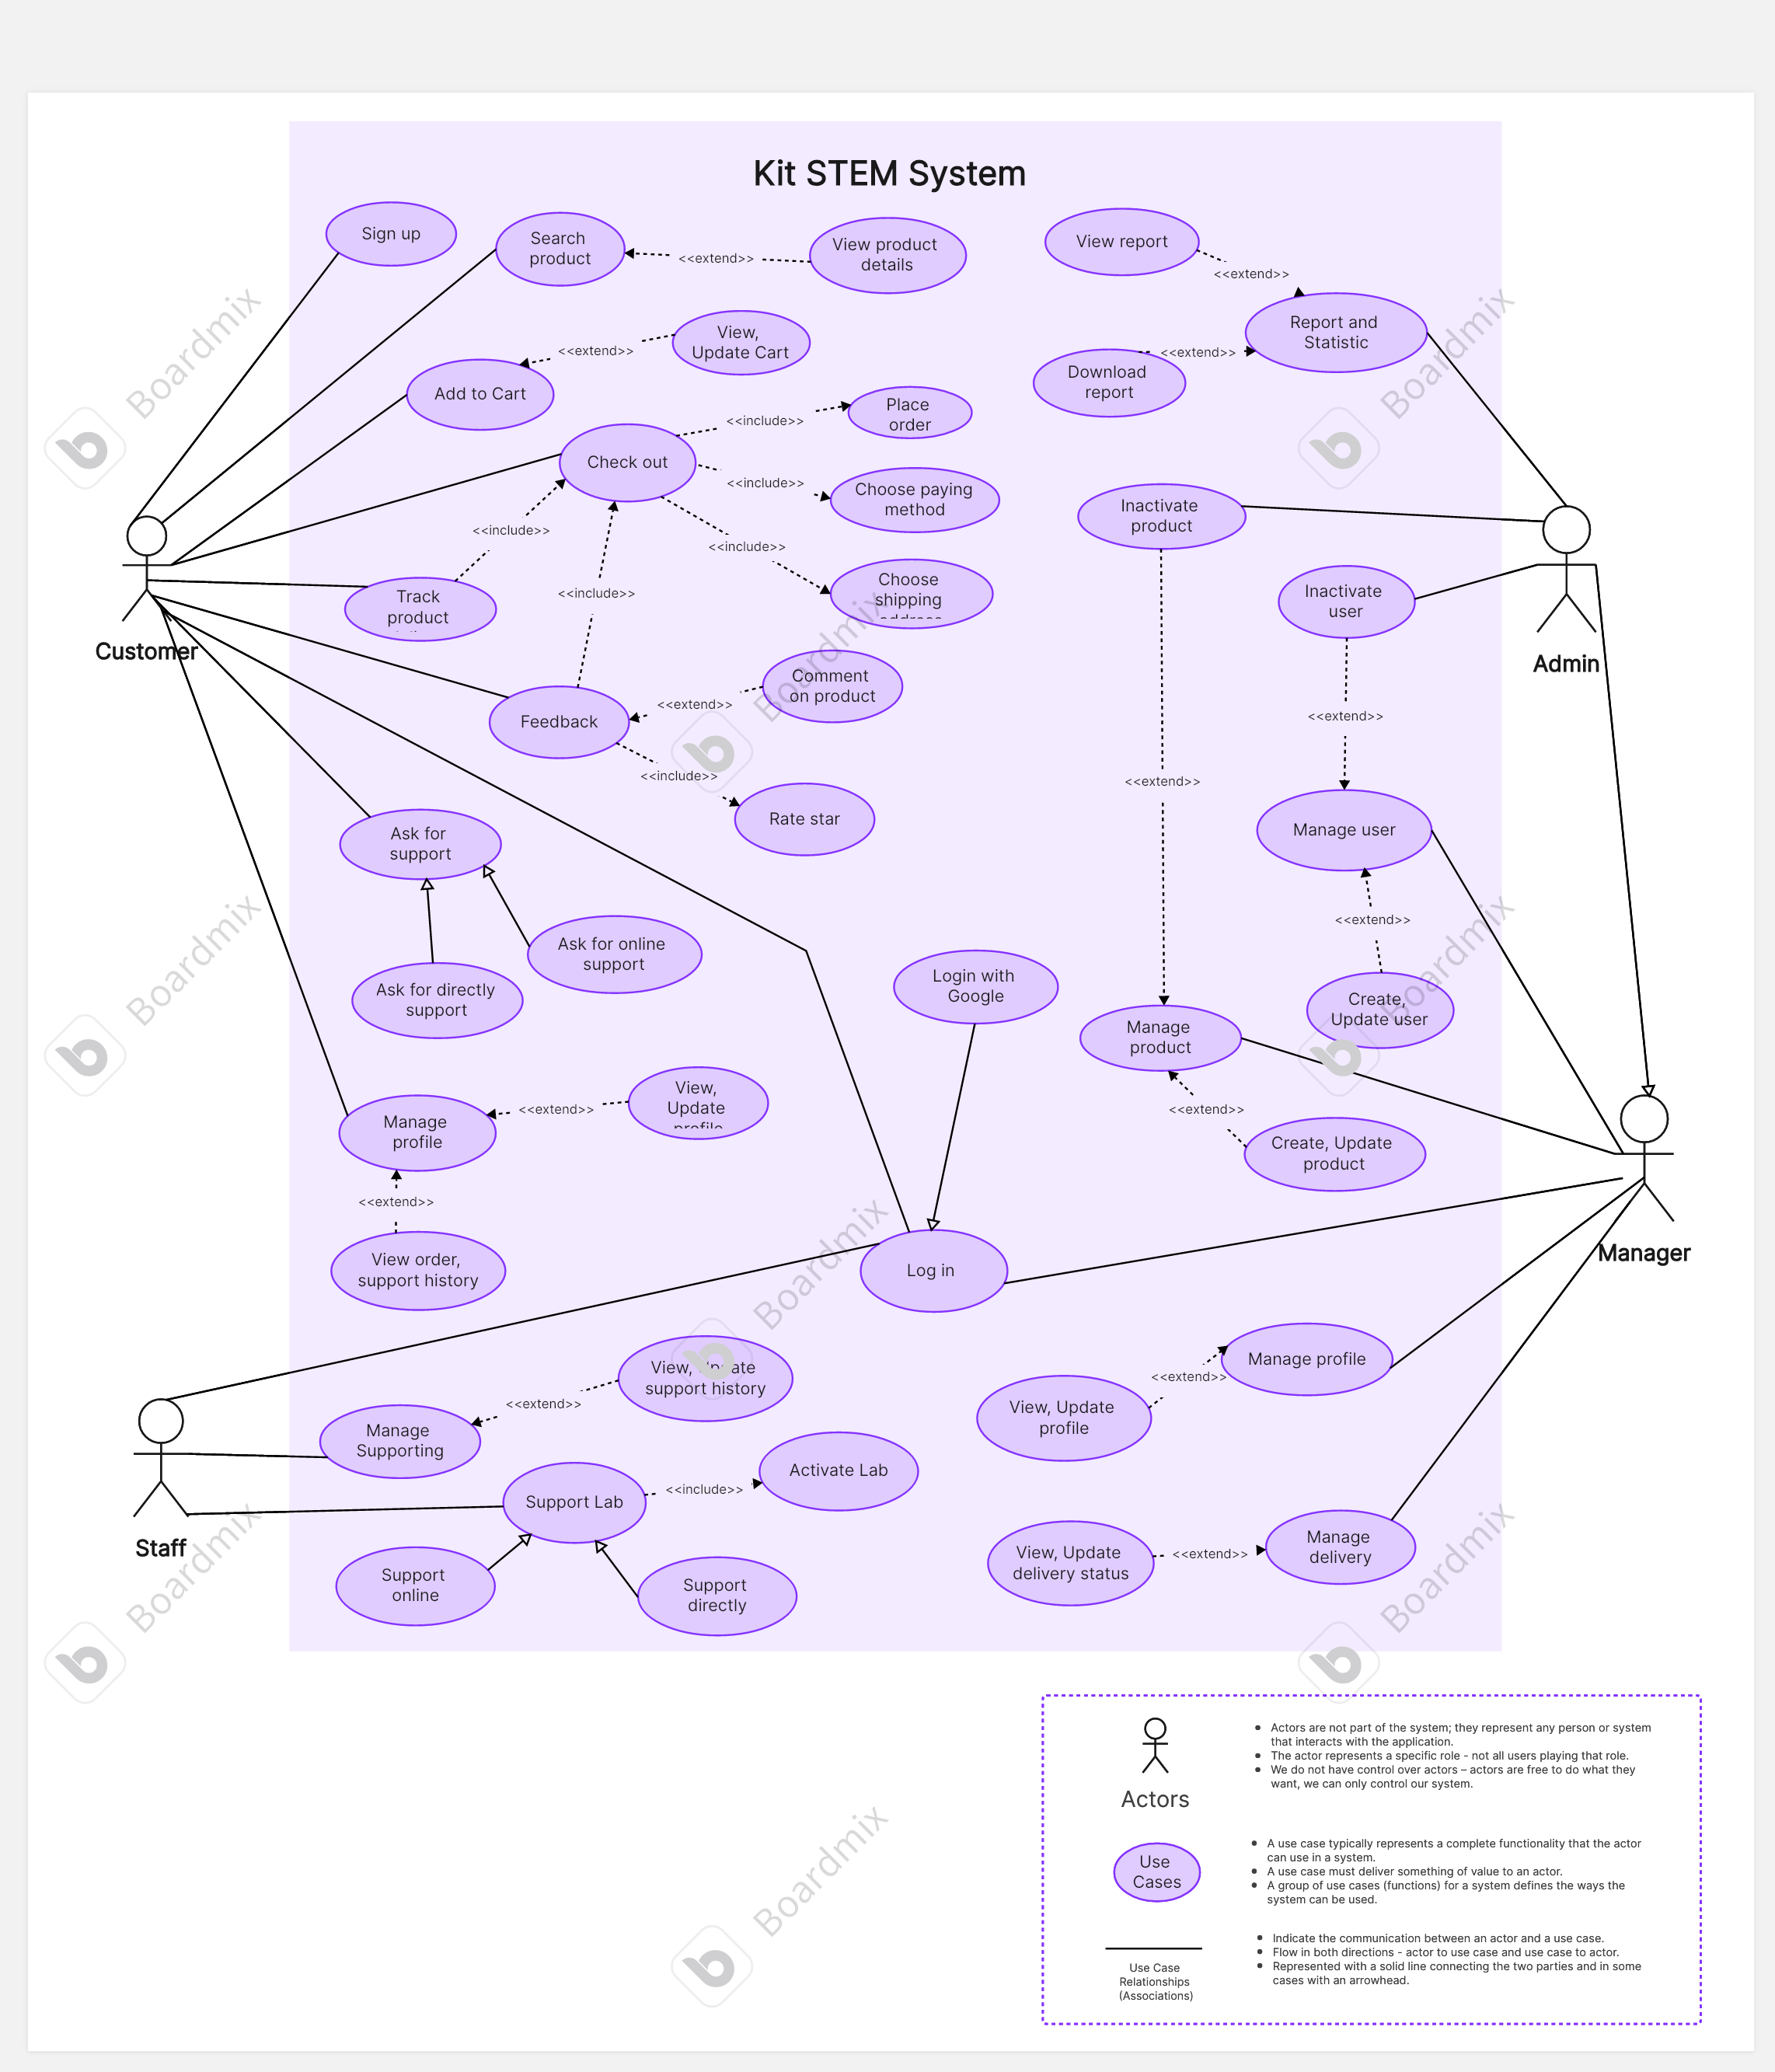 Kit STEM System
Sign up
Search
product
<<extend>>
View product
details
View report
<<extend>>
Report and
Statistic
<<extend>>
Download
report
View,
Update Cart
<<extend>>
Add to Cart
Check out
<<include>>
Place
order
<<include>>
Choose paying
method
<<include>>
Choose
shipping
<<include>>
<<include>>
Track
product
Customer
Inactivate
product
Inactivate
user
Admin
<<extend>>
<<extend>>
Feedback
<<extend>>
Comment
on product
<<include>>
Rate star
Manage user
<<extend>>
Create,
Update user
Ask for
support
Ask for online
support
Ask for directly
support
Login with
Google
Manage
product
<<extend>>
Create, Update
product
Manager
Manage
profile
<<extend>>
View,
Update
<<extend>>
View order,
support history
Log in
View, Update
support history
<<extend>>
Manage
Supporting
Staff
Support Lab
<<include>>
Activate Lab
Support
online
Support
directly
Manage profile
<<extend>>
View, Update
profile
Manage
delivery
<<extend>>
View, Update
delivery status
Actors
Actors are not part of the system; they represent any person or system
that interacts with the application.
The actor represents a specific role - not all users playing that role.
We do not have control over actors – actors are free to do what they
want, we can only control our system.
Use
Cases
A use case typically represents a complete functionality that the actor
can use in a system.
A use case must deliver something of value to an actor.
A group of use cases (functions) for a system defines the ways the
system can be used.
Use Case
Relationships
(Associations)
Indicate the communication between an actor and a use case.
Flow in both directions - actor to use case and use case to actor.
Represented with a solid line connecting the two parties and in some
cases with an arrowhead.
Boardmix
Boardmix
Boardmix
Boardmix
Boardmix
Boardmix
Boardmix
Boardmix
Boardmix